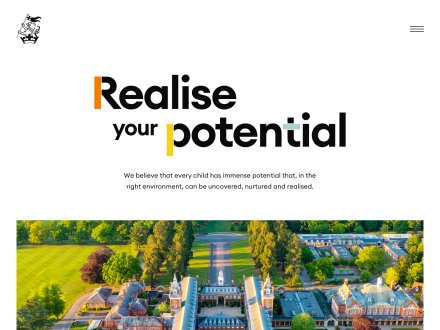 Realise
your potential
We believe that every child has immense potential that, in the
right environment, can be uncovered, nurtured and realised.